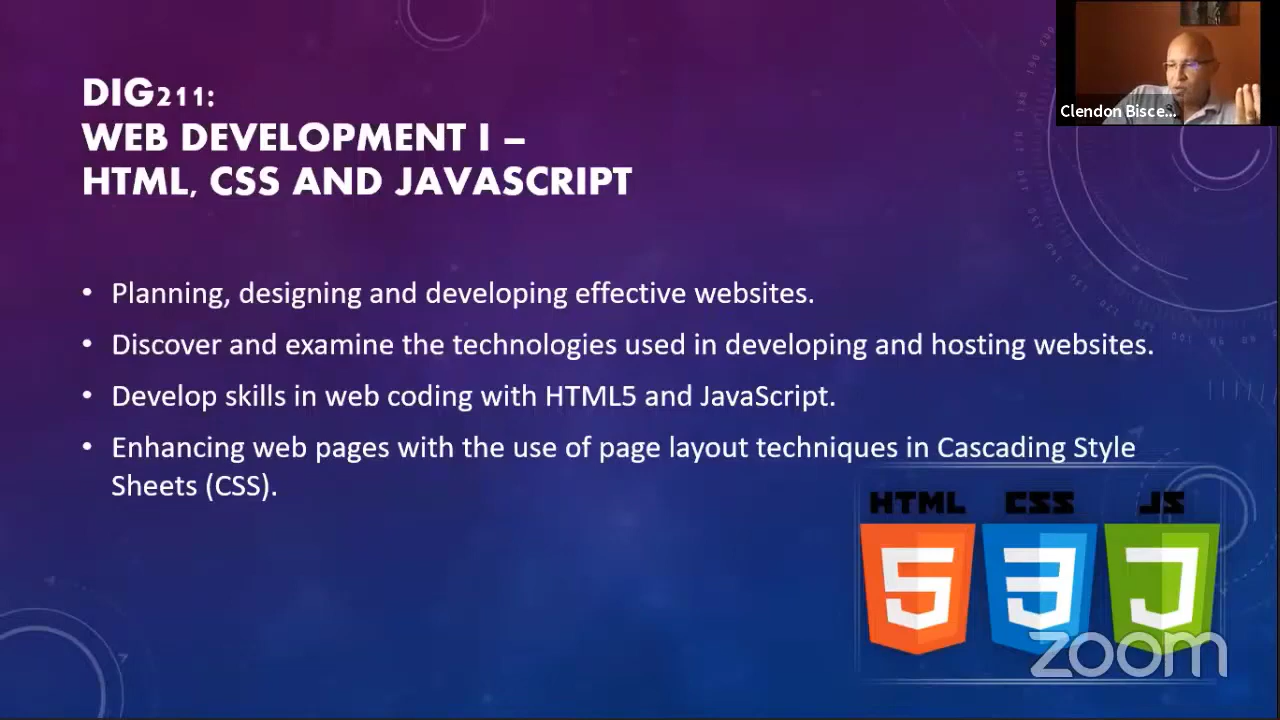 DIG211:
WEB DEVELOPMENT I –
HTML, CSS AND JAVASCRIPT
Clendon Bisce...
• Planning, designing and developing effective websites.
• Discover and examine the technologies used in developing and hosting websites.
• Develop skills in web coding with HTML5 and JavaScript.
• Enhancing web pages with the use of page layout techniques in Cascading Style
Sheets (CSS).
HTML CSS JS
5 3 J
zoom